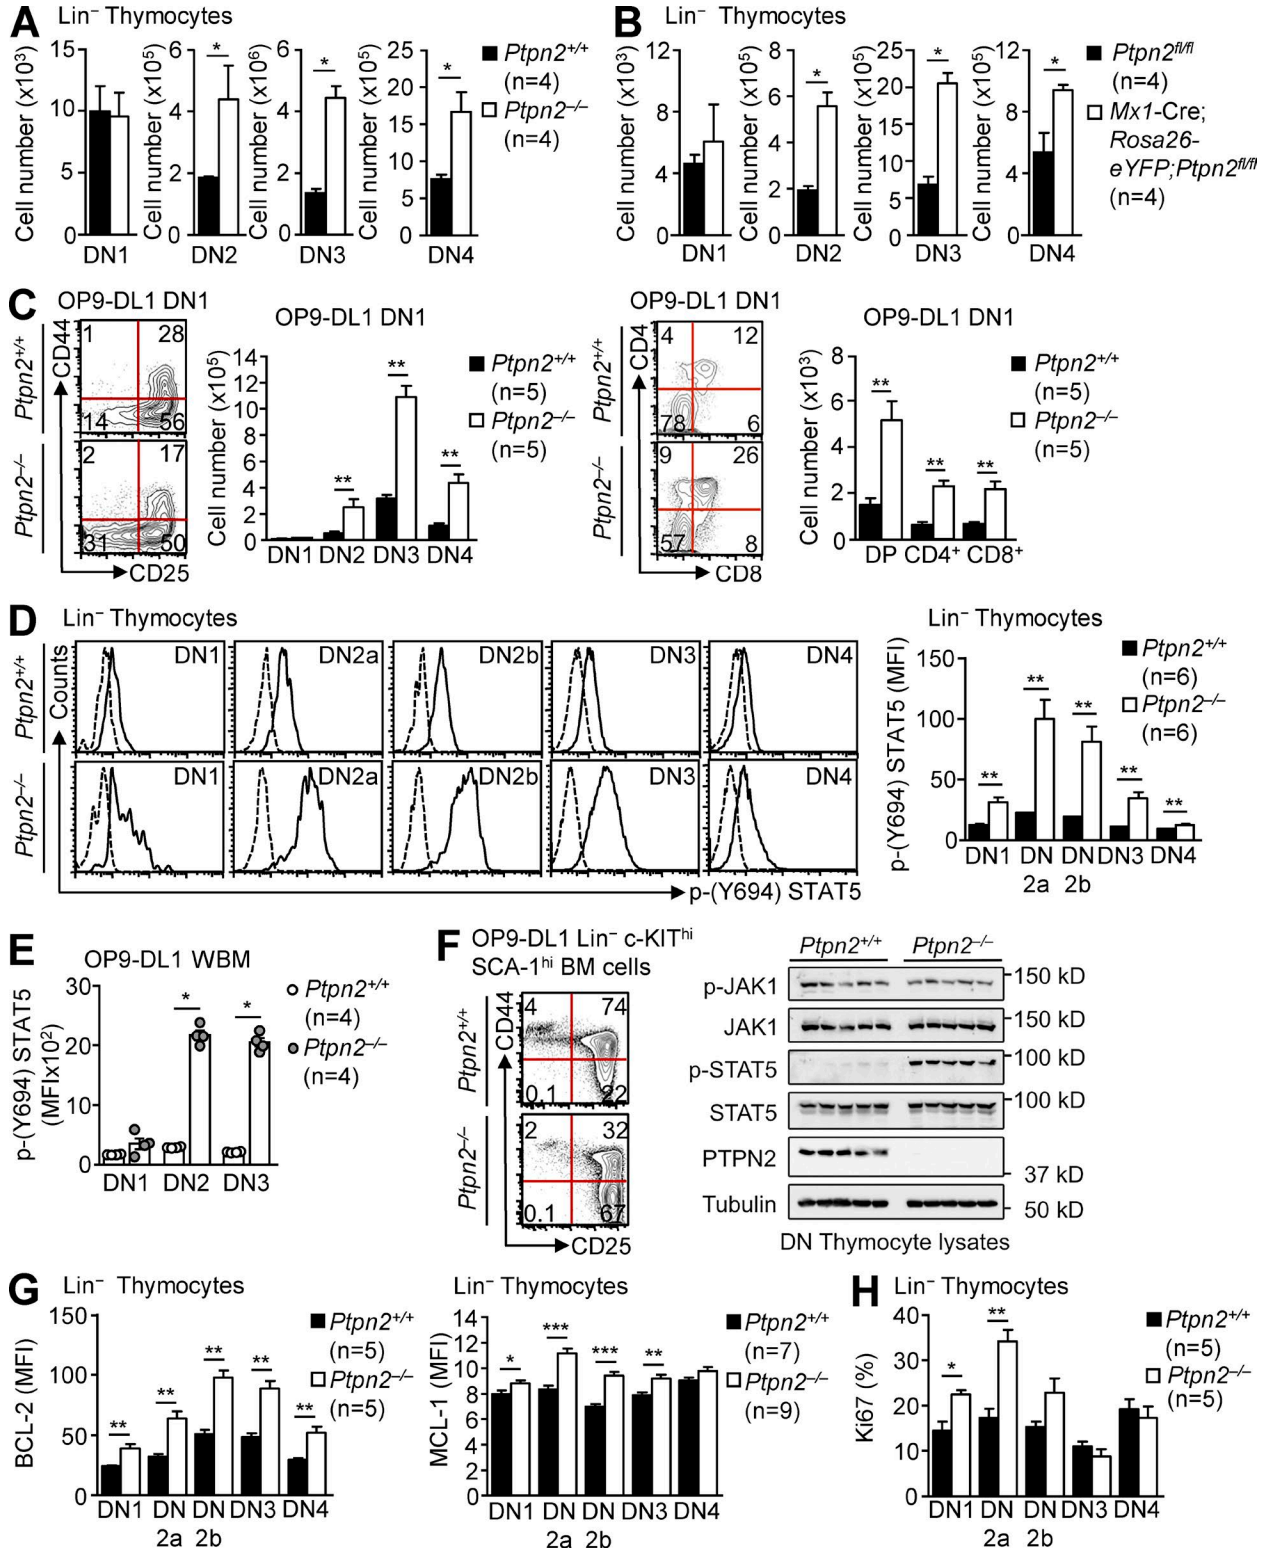 A Lin– Thymocytes
Cell number (x10³)
15
10
5
0
DN1
Cell number (x10⁵)
6
4
2
0
*
DN2
Cell number (x10⁶)
6
4
2
0
*
DN3
Cell number (x10⁵)
25
20
15
10
5
0
*
DN4
Ptpn2+/+
(n=4)
Ptpn2–/–
(n=4)
B Lin– Thymocytes
Cell number (x10³)
12
8
4
0
DN1
Cell number (x10⁵)
8
6
4
2
0
*
DN2
Cell number (x10⁵)
25
20
15
10
5
0
*
DN3
Cell number (x10⁵)
12
8
4
0
*
DN4
Ptpn2fl/fl
(n=4)
Mx1-Cre;
Rosa26-
eYFP;Ptpn2fl/fl
(n=4)
C OP9-DL1 DN1
Ptpn2+/+
CD44
1 28
14 56
Ptpn2–/–
2 17
31 50
CD25
OP9-DL1 DN1
Cell number (x10⁵)
14
12
10
8
6
4
2
0
** ** **
DN1 DN2 DN3 DN4
Ptpn2+/+
(n=5)
Ptpn2–/–
(n=5)
OP9-DL1 DN1
Ptpn2+/+
CD4
4 12
78 6
Ptpn2–/–
9 26
57 8
CD8
OP9-DL1 DN1
Cell number (x10³)
8
6
4
2
0
** ** **
DP CD4+ CD8+
Ptpn2+/+
(n=5)
Ptpn2–/–
(n=5)
D Lin– Thymocytes
Ptpn2+/+
Counts
DN1 DN2a DN2b DN3 DN4
Ptpn2–/–
DN1 DN2a DN2b DN3 DN4
p-(Y694) STAT5
Lin– Thymocytes
p-(Y694) STAT5 (MFI)
150
100
50
0
** ** ** ** **
DN1 DN DN DN3 DN4
2a 2b
Ptpn2+/+
(n=6)
Ptpn2–/–
(n=6)
E OP9-DL1 WBM
p-(Y694) STAT5
(MFIx10²)
30
20
10
0
* *
DN1 DN2 DN3
Ptpn2+/+
(n=4)
Ptpn2–/–
(n=4)
F OP9-DL1 Lin– c-KIThi
SCA-1hi BM cells
Ptpn2+/+
CD44
4 74
0.1 22
Ptpn2–/–
2 32
0.1 67
CD25
Ptpn2+/+ Ptpn2–/–
p-JAK1 150 kD
JAK1 150 kD
p-STAT5 100 kD
STAT5 100 kD
PTPN2 37 kD
Tubulin 50 kD
DN Thymocyte lysates
G Lin– Thymocytes
BCL-2 (MFI)
150
100
50
0
** ** ** ** **
DN1 DN DN DN3 DN4
2a 2b
Ptpn2+/+
(n=5)
Ptpn2–/–
(n=5)
Lin– Thymocytes
MCL-1 (MFI)
14
12
10
8
6
4
2
0
* *** *** **
DN1 DN DN DN3 DN4
2a 2b
Ptpn2+/+
(n=7)
Ptpn2–/–
(n=9)
H Lin– Thymocytes
Ki67 (%)
40
30
20
10
0
* **
DN1 DN DN DN3 DN4
2a 2b
Ptpn2+/+
(n=5)
Ptpn2–/–
(n=5)